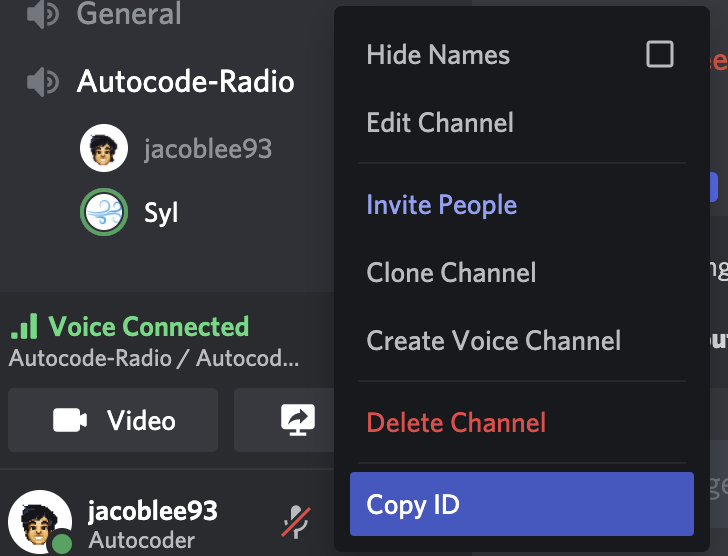 General
Autocode-Radio
jacoblee93
Syl
Voice Connected
Autocode-Radio / Autocod...
Video
jacoblee93
Autocoder
Hide Names
Edit Channel
Invite People
Clone Channel
Create Voice Channel
Delete Channel
Copy ID